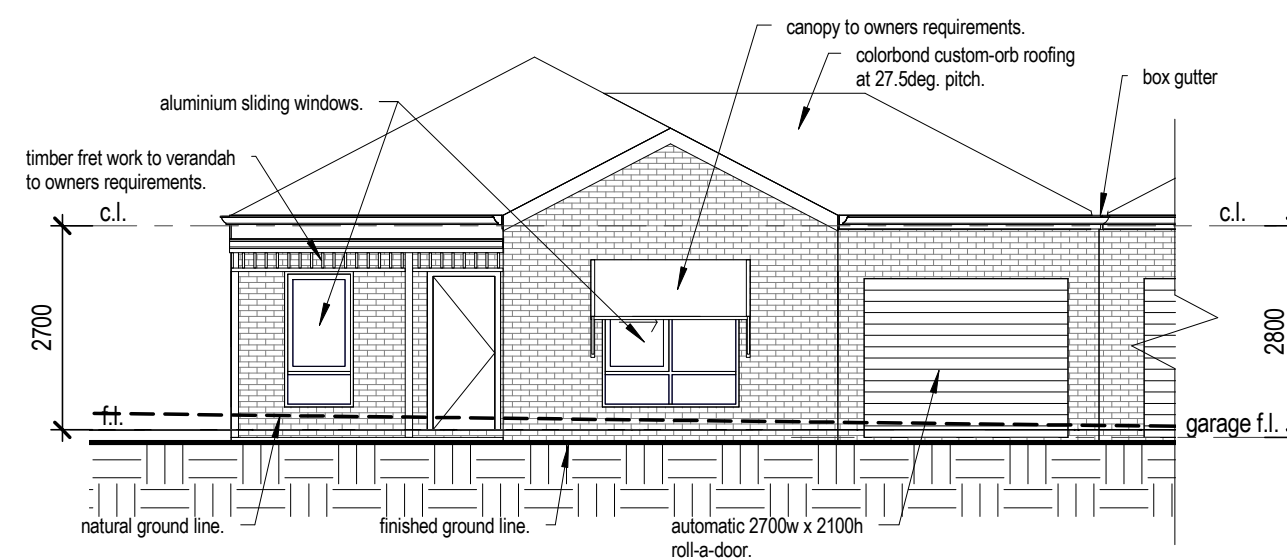 canopy to owners requirements.
colorbond custom-orb roofing
at 27.5deg. pitch.
box gutter
aluminium sliding windows.
timber fret work to verandah
to owners requirements.
c.l.
c.l.
2700
2800
f.l.
garage f.l.
natural ground line.
finished ground line.
automatic 2700w x 2100h
roll-a-door.